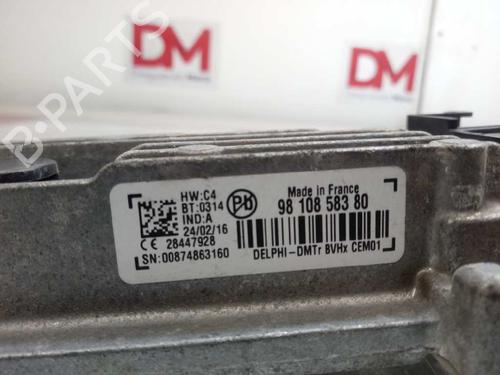 DM
DM
B-PARTS
HW:C4
BT:0314
IND:A
24/02/16
CE 28447928
SN:00874863160
Pb
Made in France
98 108 583 80
DELPHI-DMTr BVHx CEM01